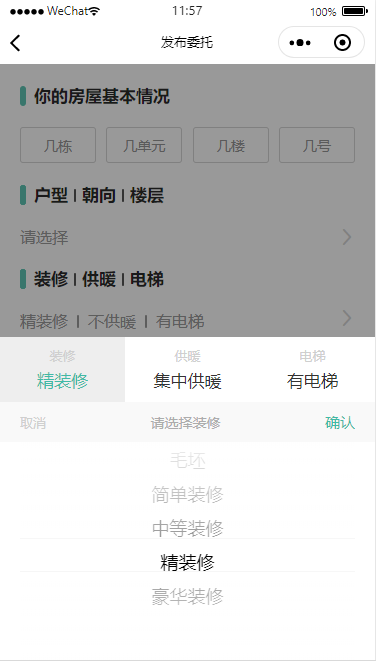 WeChat 11:57 100%
发布委托
你的房屋基本情况
几栋 几单元 几楼 几号
户型 | 朝向 | 楼层
请选择
装修 | 供暖 | 电梯
精装修 | 不供暖 | 有电梯
装修 供暖 电梯
精装修 集中供暖 有电梯
取消 请选择装修 确认
毛坯
简单装修
中等装修
精装修
豪华装修